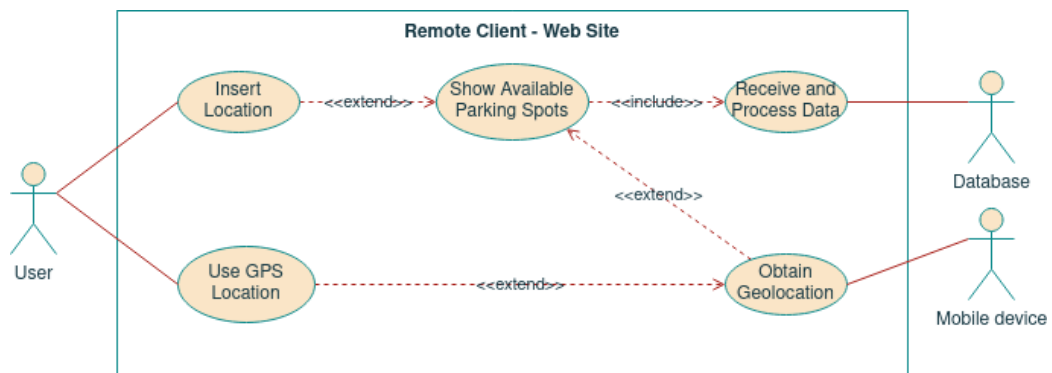 Remote Client - Web Site
Insert
Location
<<extend>>
Show Available
Parking Spots
<<include>>
Receive and
Process Data
Database
<<extend>>
User
Use GPS
Location
<<extend>>
Obtain
Geolocation
Mobile device